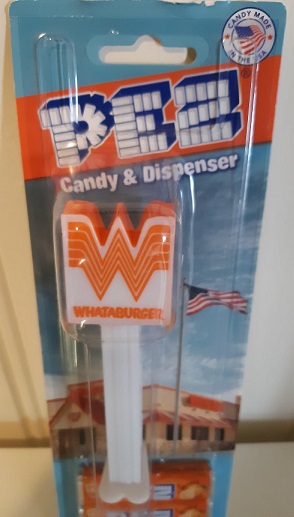 CANDY MADE
IN THE USA
PEZ
Candy & Dispenser
W
WHATABURGER